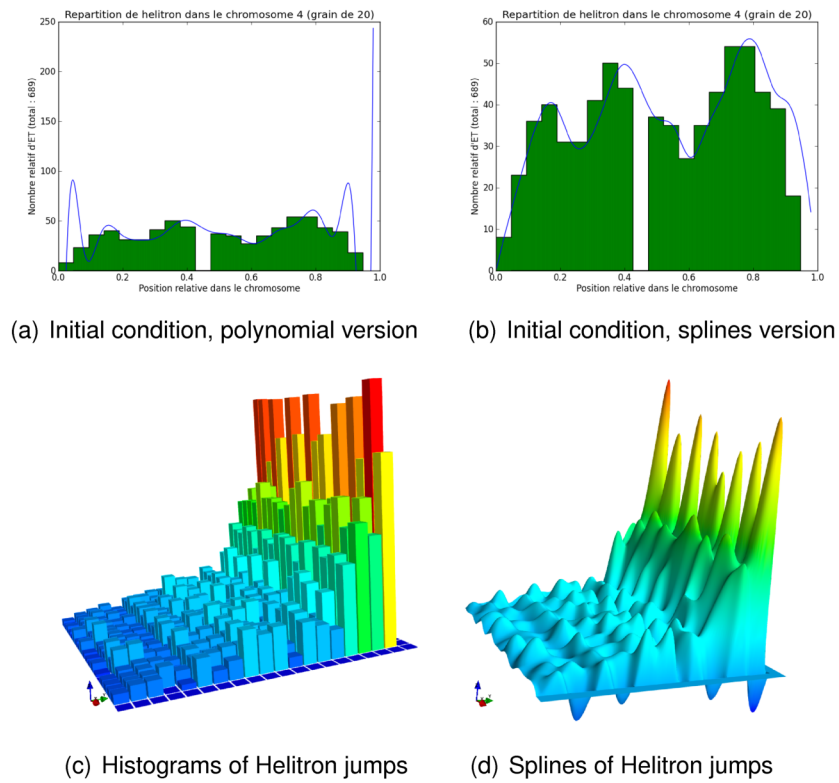 Repartition de helitron dans le chromosome 4 (grain de 20)
Nombre relatif d'ET (total : 689)
250
200
150
100
50
0
0.0 0.2 0.4 0.6 0.8 1.0
Position relative dans le chromosome
(a) Initial condition, polynomial version
Repartition de helitron dans le chromosome 4 (grain de 20)
Nombre relatif d'ET (total : 689)
60
50
40
30
20
10
0
0.0 0.2 0.4 0.6 0.8 1.0
Position relative dans le chromosome
(b) Initial condition, splines version
(c) Histograms of Helitron jumps
(d) Splines of Helitron jumps